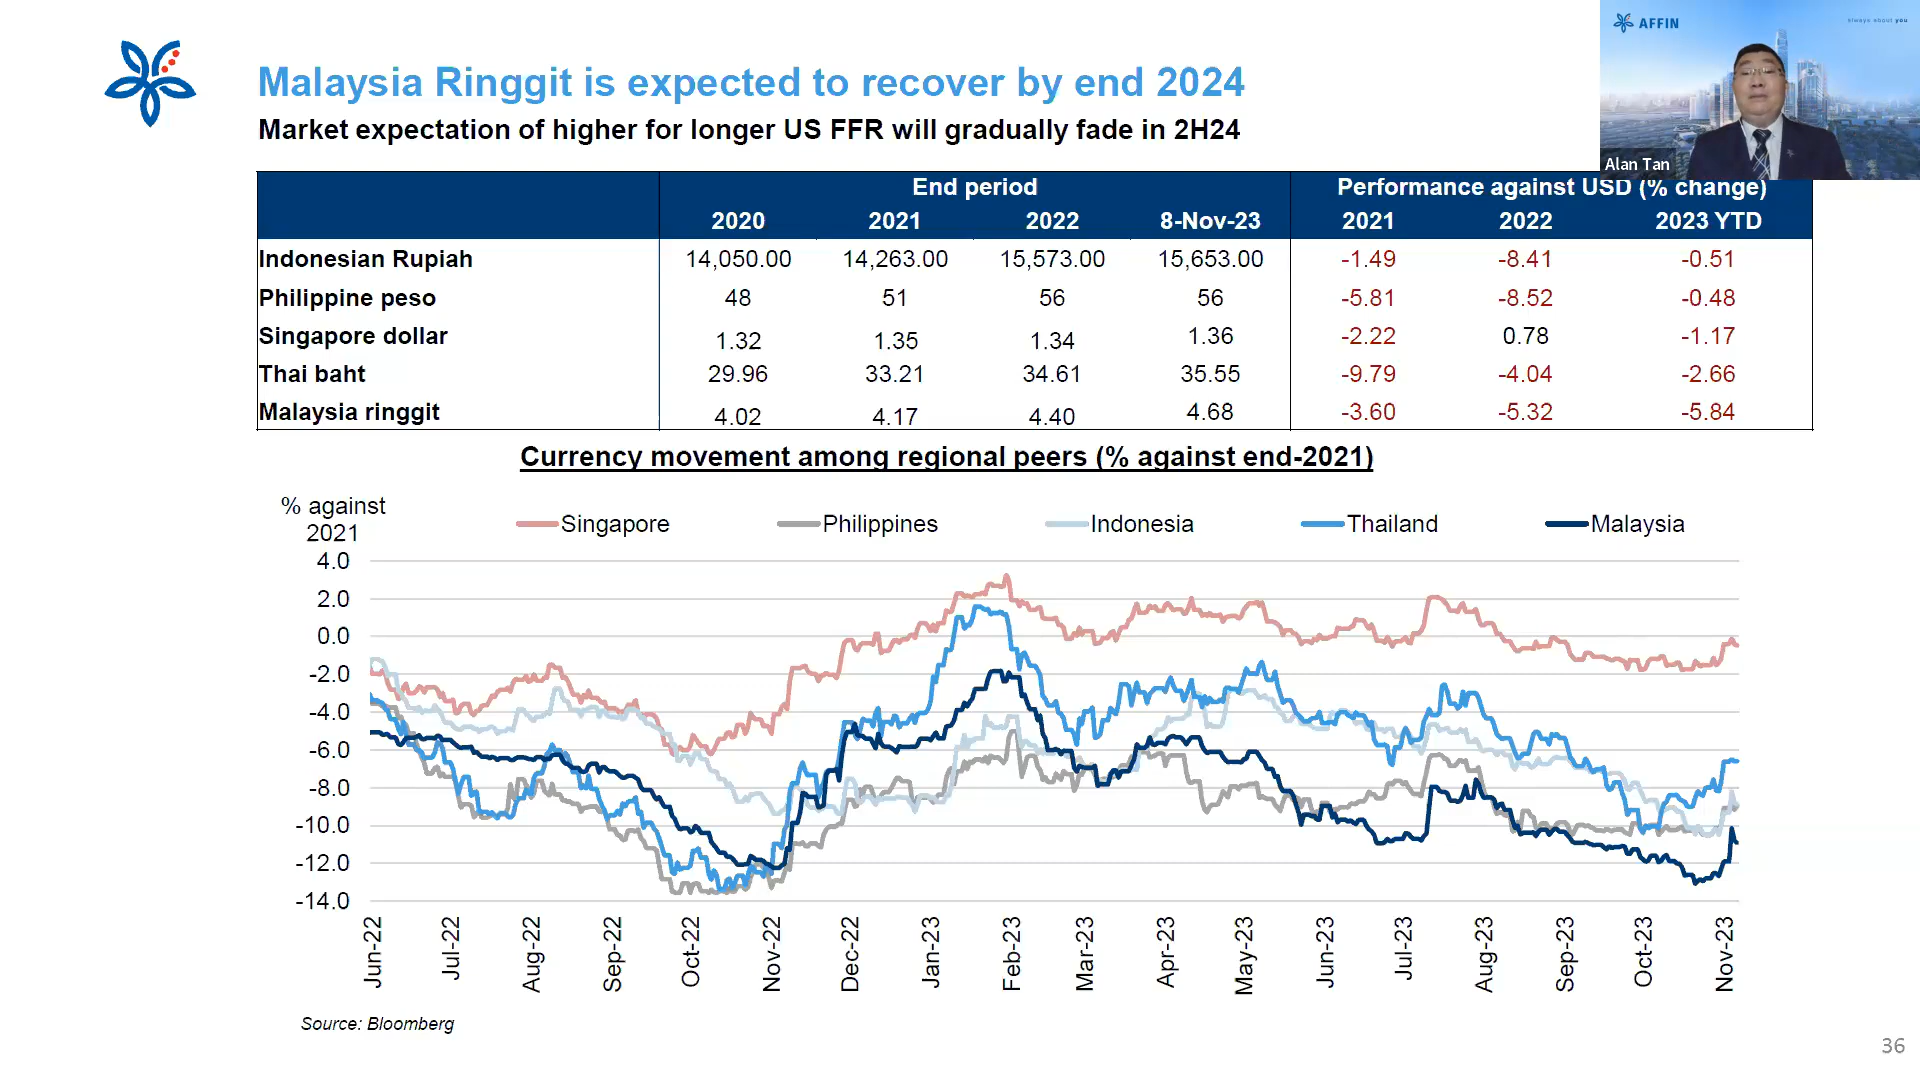 AFFIN
always about you
Malaysia Ringgit is expected to recover by end 2024
Market expectation of higher for longer US FFR will gradually fade in 2H24
Alan Tan
End period Performance against USD (% change)
2020 2021 2022 8-Nov-23 2021 2022 2023 YTD
Indonesian Rupiah 14,050.00 14,263.00 15,573.00 15,653.00 -1.49 -8.41 -0.51
Philippine peso 48 51 56 56 -5.81 -8.52 -0.48
Singapore dollar 1.32 1.35 1.34 1.36 -2.22 0.78 -1.17
Thai baht 29.96 33.21 34.61 35.55 -9.79 -4.04 -2.66
Malaysia ringgit 4.02 4.17 4.40 4.68 -3.60 -5.32 -5.84
Currency movement among regional peers (% against end-2021)
% against
2021
Singapore Philippines Indonesia Thailand Malaysia
4.0
2.0
0.0
-2.0
-4.0
-6.0
-8.0
-10.0
-12.0
-14.0
Jun-22 Jul-22 Aug-22 Sep-22 Oct-22 Nov-22 Dec-22 Jan-23 Feb-23 Mar-23 Apr-23 May-23 Jun-23 Jul-23 Aug-23 Sep-23 Oct-23 Nov-23
Source: Bloomberg
36